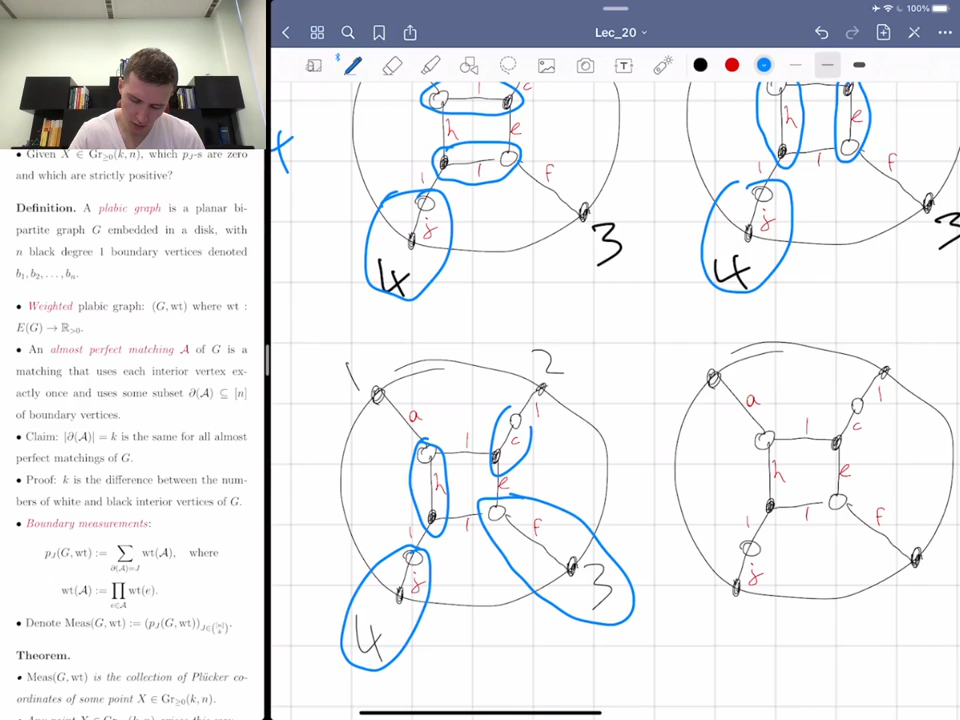 100%
Lec_20
• Given X ∈ Gr≥0(k, n), which pJ-s are zero
and which are strictly positive?
Definition. A plabic graph is a planar bi-
partite graph G embedded in a disk, with
n black degree 1 boundary vertices denoted
b1, b2, . . . , bn.
• Weighted plabic graph: (G, wt) where wt :
E(G) → R>0.
• An almost perfect matching A of G is a
matching that uses each interior vertex ex-
actly once and uses some subset ∂(A) ⊆ [n]
of boundary vertices.
• Claim: |∂(A)| = k is the same for all almost
perfect matchings of G.
• Proof: k is the difference between the num-
bers of white and black interior vertices of G.
• Boundary measurements:
pJ(G, wt) := ∑∂(A)=J wt(A), where
wt(A) := ∏e∈A wt(e).
• Denote Meas(G, wt) := (pJ(G, wt))J∈([n] k).
Theorem.
• Meas(G, wt) is the collection of Plücker co-
ordinates of some point X ∈ Gr≥0(k, n).
1 c
h e
1 1 f
j
4 3
h e
1 1 f
j
4 3
1 2
a 1
1 c
h e
1 1 f
j 3
4
a 1
1 c
h e
1 1 f
j